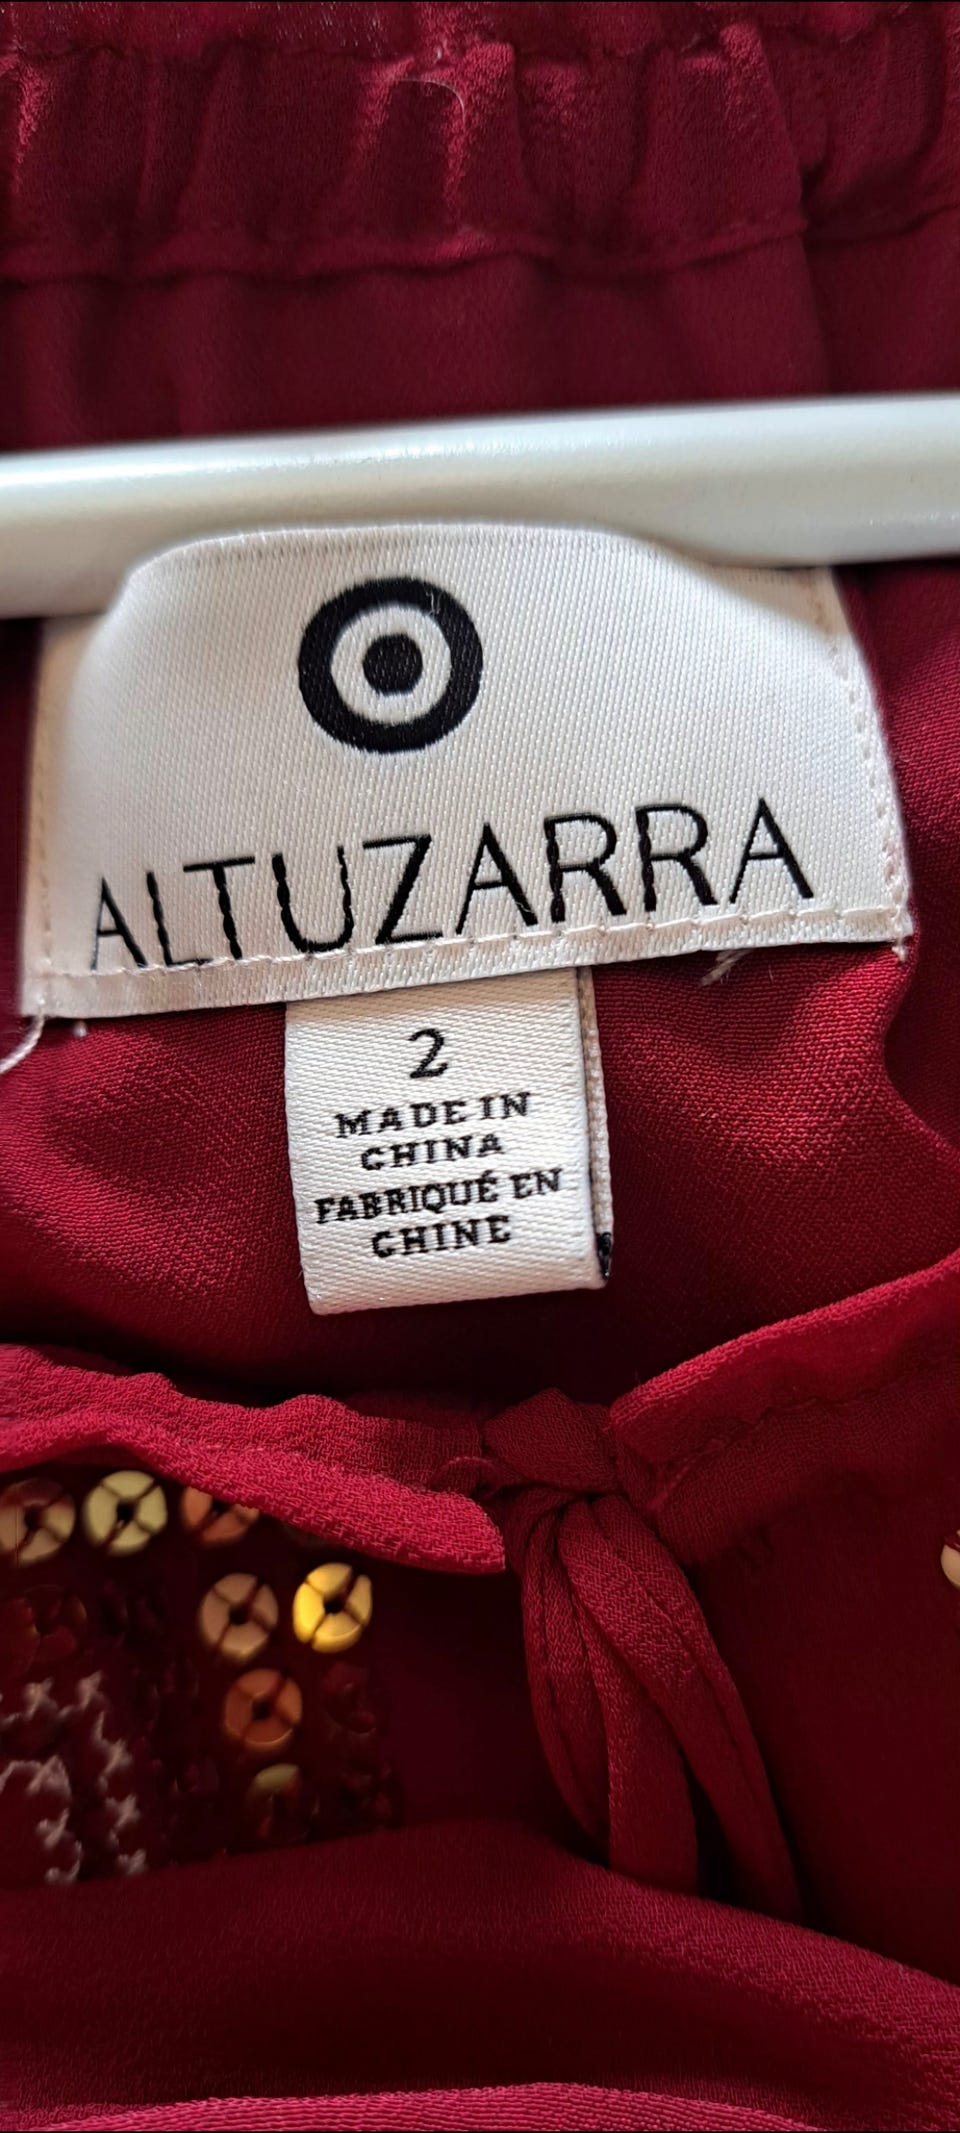 ALTUZARRA
2
MADE IN
CHINA
FABRIQUÉ EN
CHINE